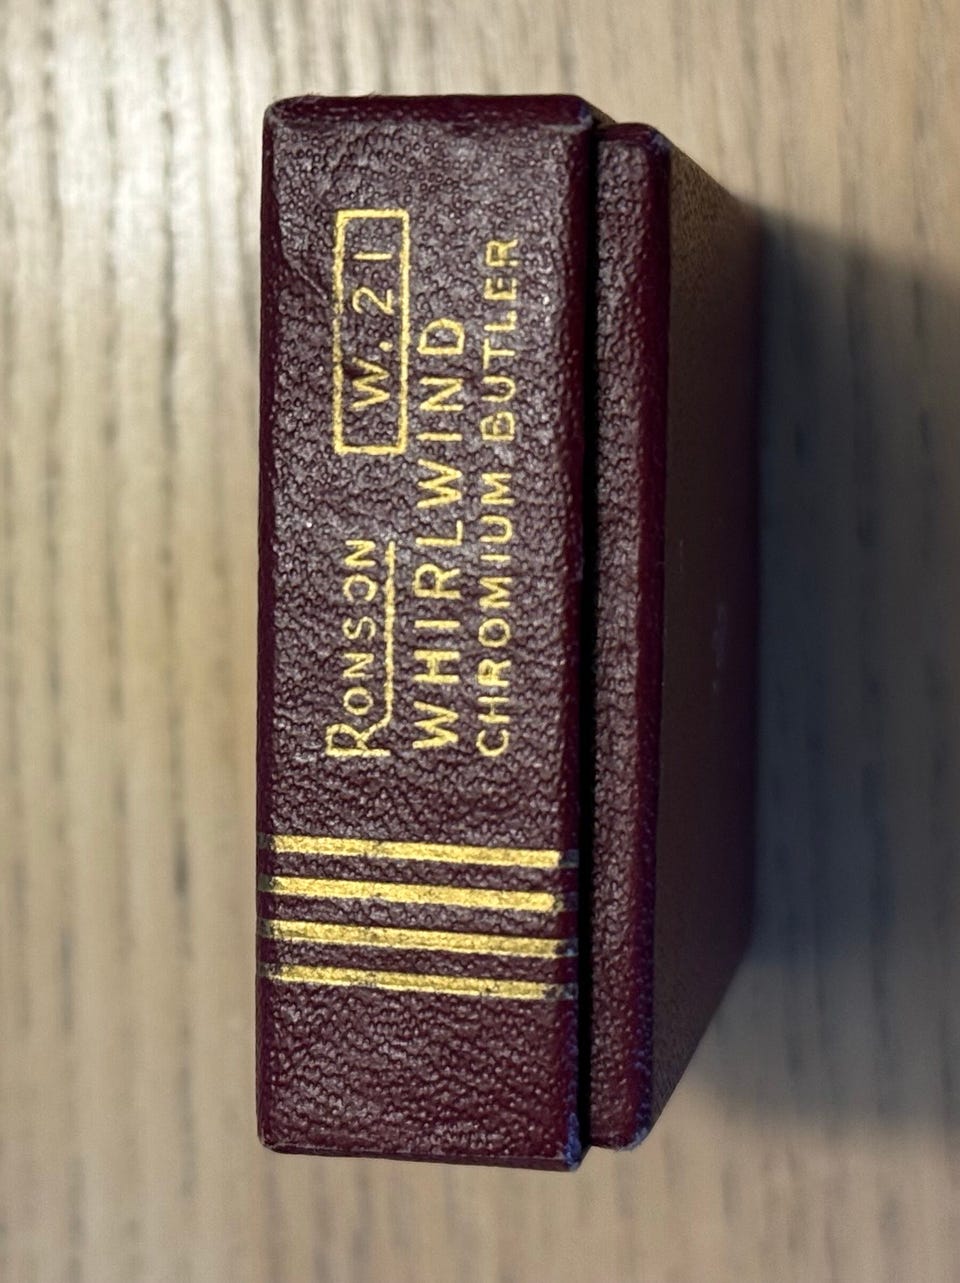 RONSON W. 21
WHIRLWIND
CHROMIUM BUTLER